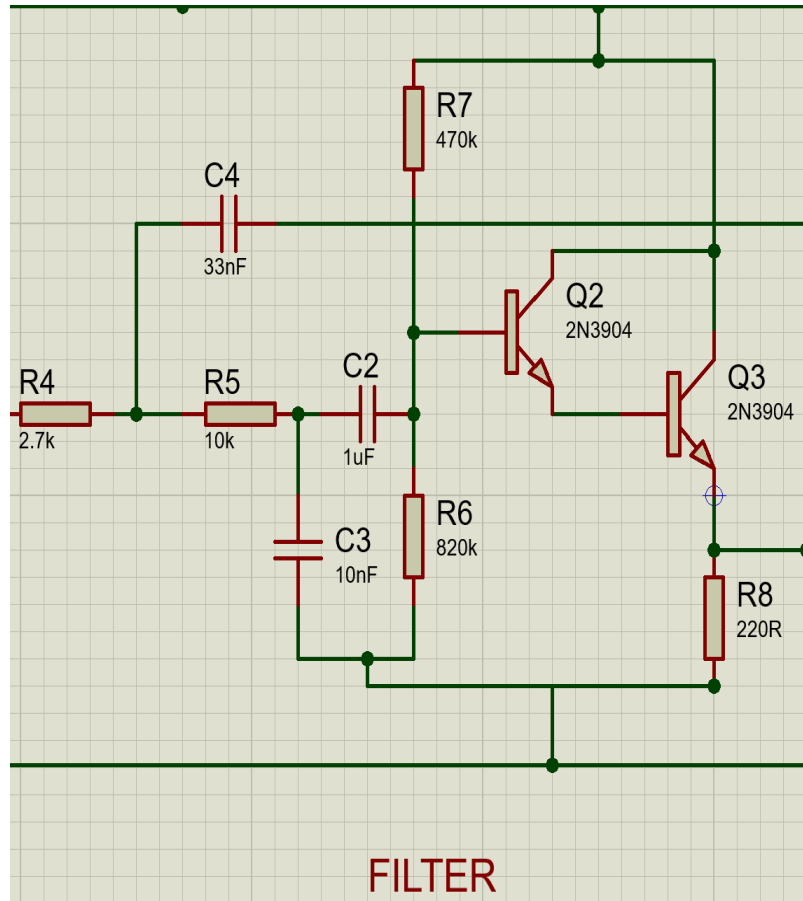 R7
470k
C4
33nF
Q2
2N3904
R4
2.7k
R5
10k
C2
1uF
Q3
2N3904
R6
820k
C3
10nF
R8
220R
FILTER